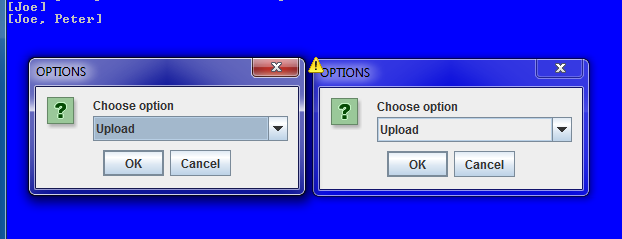 [Joe]
[Joe, Peter]
OPTIONS
Choose option
Upload
OK Cancel
OPTIONS
Choose option
Upload
OK Cancel